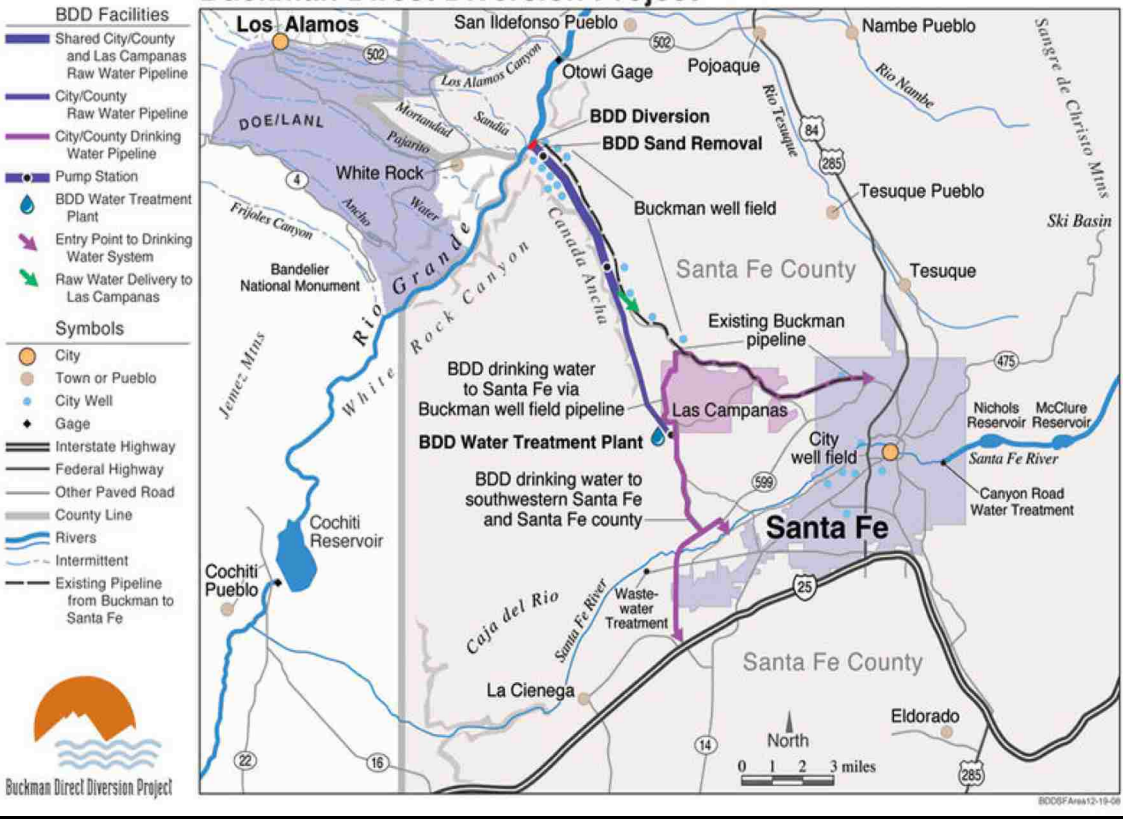 Buckman Direct Diversion Project
BDD Facilities
Shared City/County
and Las Campanas
Raw Water Pipeline
City/County
Raw Water Pipeline
City/County Drinking
Water Pipeline
Pump Station
BDD Water Treatment
Plant
Entry Point to Drinking
Water System
Raw Water Delivery to
Las Campanas
Symbols
City
Town or Pueblo
City Well
Gage
Interstate Highway
Federal Highway
Other Paved Road
County Line
Rivers
Intermittent
Existing Pipeline
from Buckman to
Santa Fe
Buckman Direct Diversion Project
Los Alamos
San Ildefonso Pueblo
Nambe Pueblo
502
502
Los Alamos Canyon
Otowi Gage
Pojoaque
Rio Nambe
Sangre de Christo Mtns
DOE/LANL
Mortandad
Sandia
Pajarito
BDD Diversion
BDD Sand Removal
Rio Tesuque
84
285
White Rock
4
Ancho
Water
Frijoles Canyon
Buckman well field
Tesuque Pueblo
Ski Basin
Bandelier
National Monument
Rio Grande
White Rock Canyon
Canada Ancha
Santa Fe County
Tesuque
Jemez Mtns
Existing Buckman
pipeline
475
BDD drinking water
to Santa Fe via
Buckman well field pipeline
Las Campanas
Nichols
Reservoir
McClure
Reservoir
BDD Water Treatment Plant
City
well field
Santa Fe River
BDD drinking water to
southwestern Santa Fe
and Santa Fe county
599
Canyon Road
Water Treatment
Santa Fe
Cochiti
Reservoir
Cochiti
Pueblo
25
Waste-
water
Treatment
Caja del Rio
Santa Fe River
Santa Fe County
La Cienega
Eldorado
North
22
16
14
285
0 1 2 3 miles
BDDSFArea12-19-08